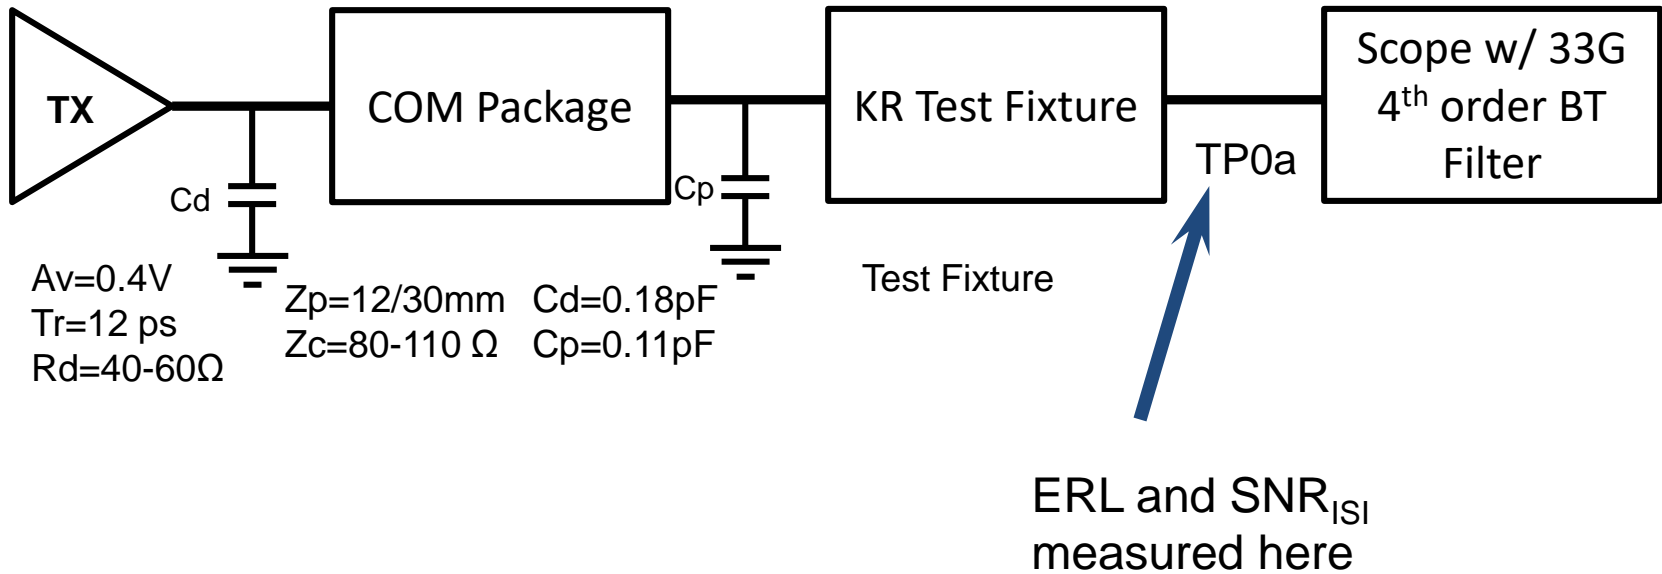 TX
COM Package
KR Test Fixture
Scope w/ 33G
4th order BT
Filter
Cd
Cp
TP0a
Av=0.4V
Tr=12 ps
Rd=40-60Ω
Zp=12/30mm Cd=0.18pF
Zc=80-110 Ω Cp=0.11pF
Test Fixture
ERL and SNRISI
measured here